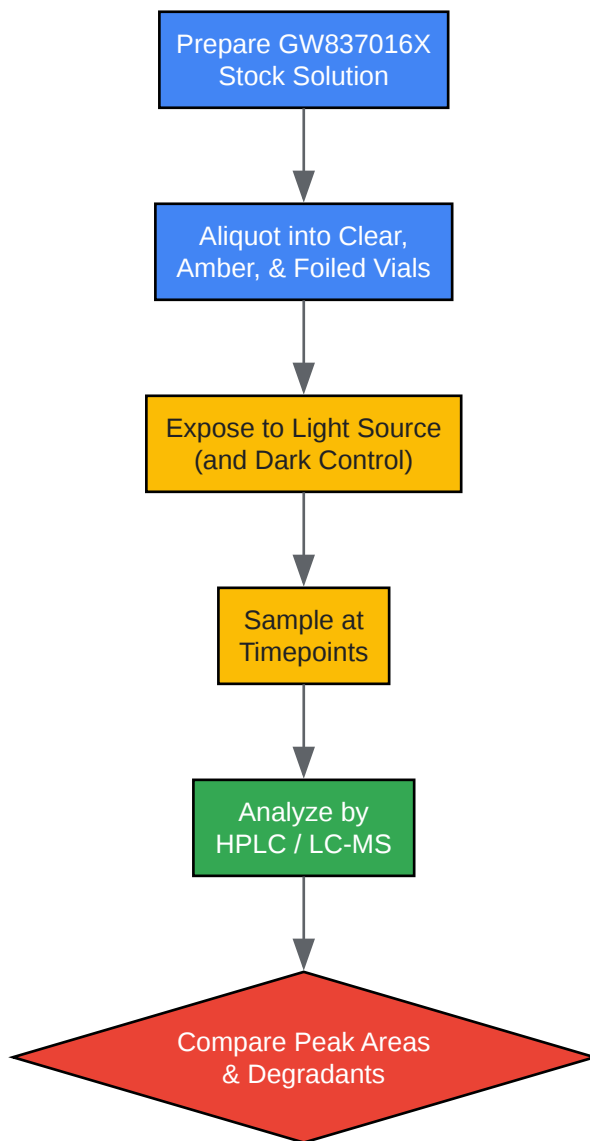 Prepare GW837016X
Stock Solution
Aliquot into Clear,
Amber, & Foiled Vials
Expose to Light Source
(and Dark Control)
Sample at
Timepoints
Analyze by
HPLC / LC-MS
Compare Peak Areas
& Degradants